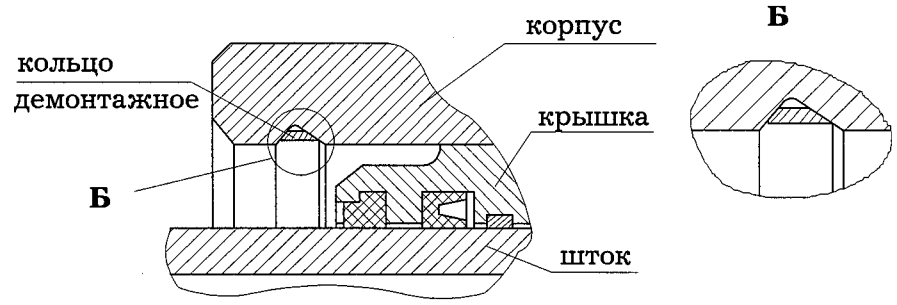 корпус
Б
кольцо
демонтажное
крышка
Б
шток